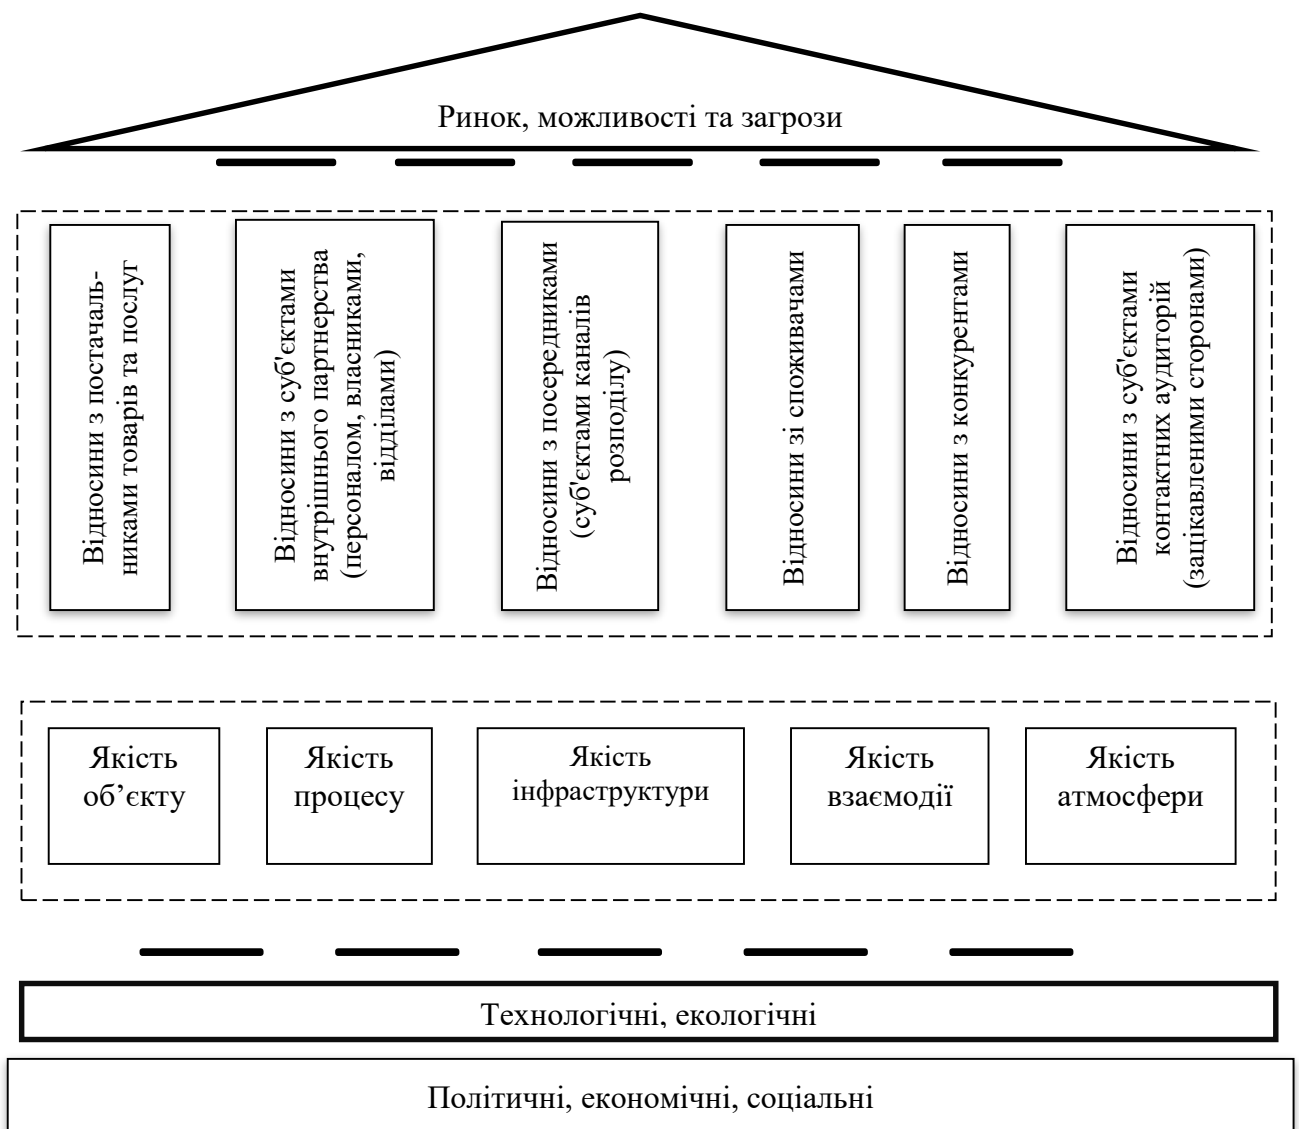 Ринок, можливості та загрози
Відносини з постачаль-
никами товарів та послуг
Відносини з суб'єктами
внутрішнього партнерства
(персоналом, власниками,
відділами)
Відносини з посередниками
(суб'єктами каналів
розподілу)
Відносини зі споживачами
Відносини з конкурентами
Відносини з суб'єктами
контактних аудиторій
(зацікавленими сторонами)
Якість
об’єкту
Якість
процесу
Якість
інфраструктури
Якість
взаємодії
Якість
атмосфери
Технологічні, екологічні
Політичні, економічні, соціальні